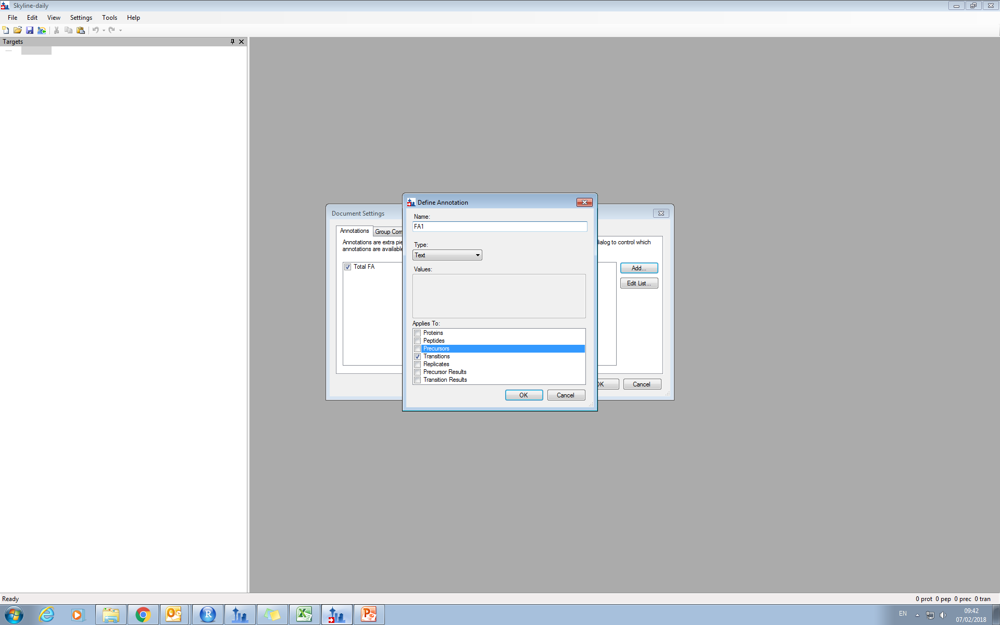 Skyline-daily
File Edit View Settings Tools Help
Targets
Document Settings
Annotations Group Com
Annotations are extra pie
annotations are available
ialog to control which
Total FA
Add...
Edit List...
OK Cancel
Define Annotation
Name:
FA1
Type:
Text
Values:
Applies To:
Proteins
Peptides
Precursors
Transitions
Replicates
Precursor Results
Transition Results
OK Cancel
Ready
0 prot 0 pep 0 prec 0 tran
EN
09:42
07/02/2018